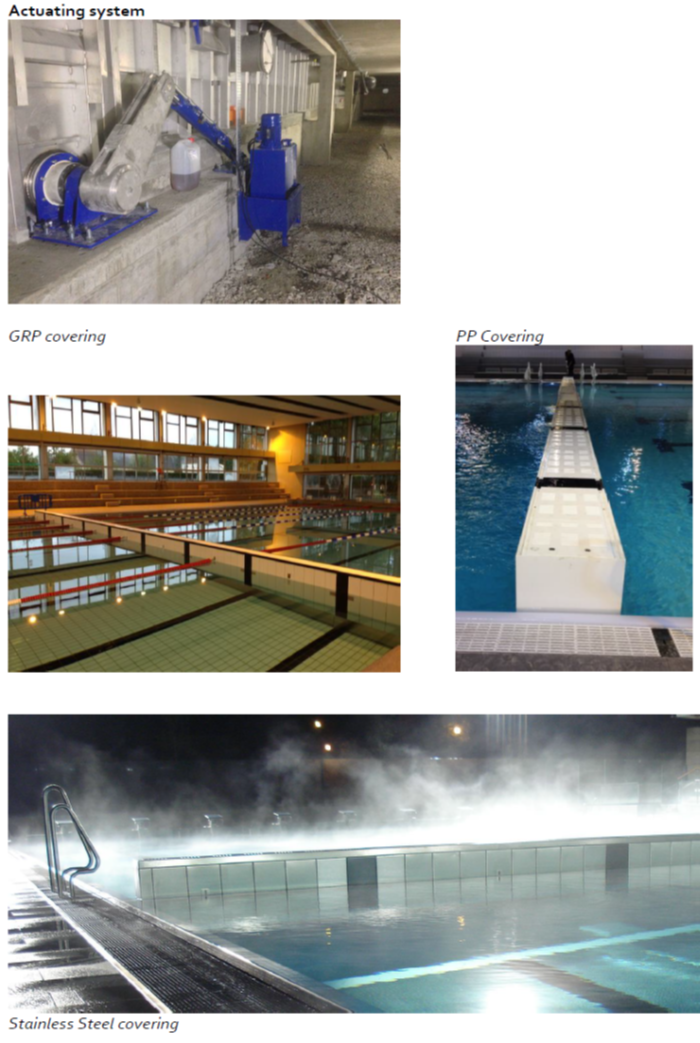 Actuating system
GRP covering
PP Covering
Stainless Steel covering